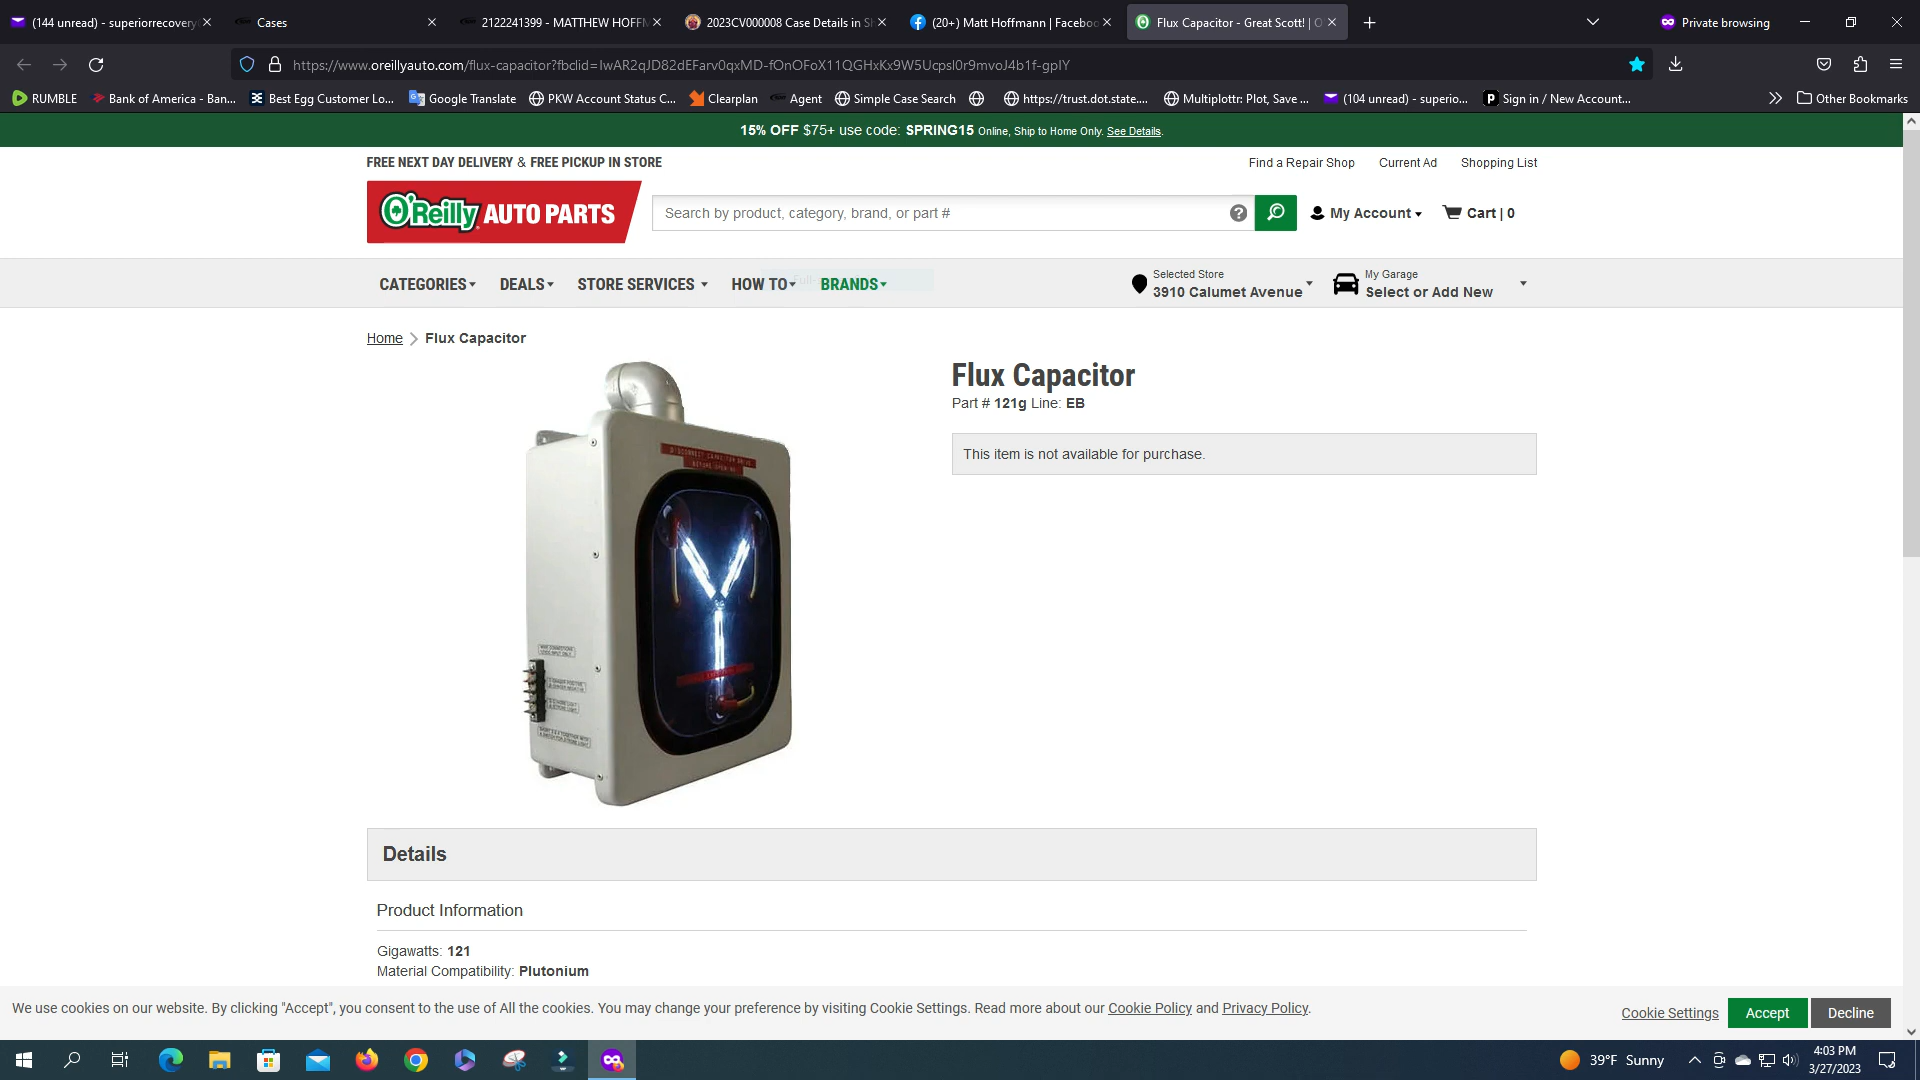 (144 unread) - superiorrecovery
Cases
2122241399 - MATTHEW HOFFM
2023CV000008 Case Details in Sh
(20+) Matt Hoffmann | Faceboo
Flux Capacitor - Great Scott! | O
Private browsing
https://www.oreillyauto.com/flux-capacitor?fbclid=IwAR2qJD82dEFarv0qxMD-fOnOFoX11QGHxKx9W5Ucpsl0r9mvoJ4b1f-gpIY
RUMBLE
Bank of America - Ban...
Best Egg Customer Lo...
Google Translate
PKW Account Status C...
Clearplan
Agent
Simple Case Search
https://trust.dot.state....
Multiplottr: Plot, Save ...
(104 unread) - superio...
Sign in / New Account...
Other Bookmarks
15% OFF $75+ use code: SPRING15 Online, Ship to Home Only. See Details.
FREE NEXT DAY DELIVERY & FREE PICKUP IN STORE
Find a Repair Shop
Current Ad
Shopping List
O'Reilly AUTO PARTS
Search by product, category, brand, or part #
My Account
Cart | 0
CATEGORIES
DEALS
STORE SERVICES
HOW TO
BRANDS
Selected Store
3910 Calumet Avenue
My Garage
Select or Add New
Home
Flux Capacitor
Flux Capacitor
Part # 121g Line: EB
This item is not available for purchase.
DISCONNECT CAPACITOR DRIVE
BEFORE OPENING
Details
Product Information
Gigawatts: 121
Material Compatibility: Plutonium
We use cookies on our website. By clicking "Accept", you consent to the use of All the cookies. You may change your preference by visiting Cookie Settings. Read more about our Cookie Policy and Privacy Policy.
Cookie Settings
Accept
Decline
39°F Sunny
4:03 PM
3/27/2023